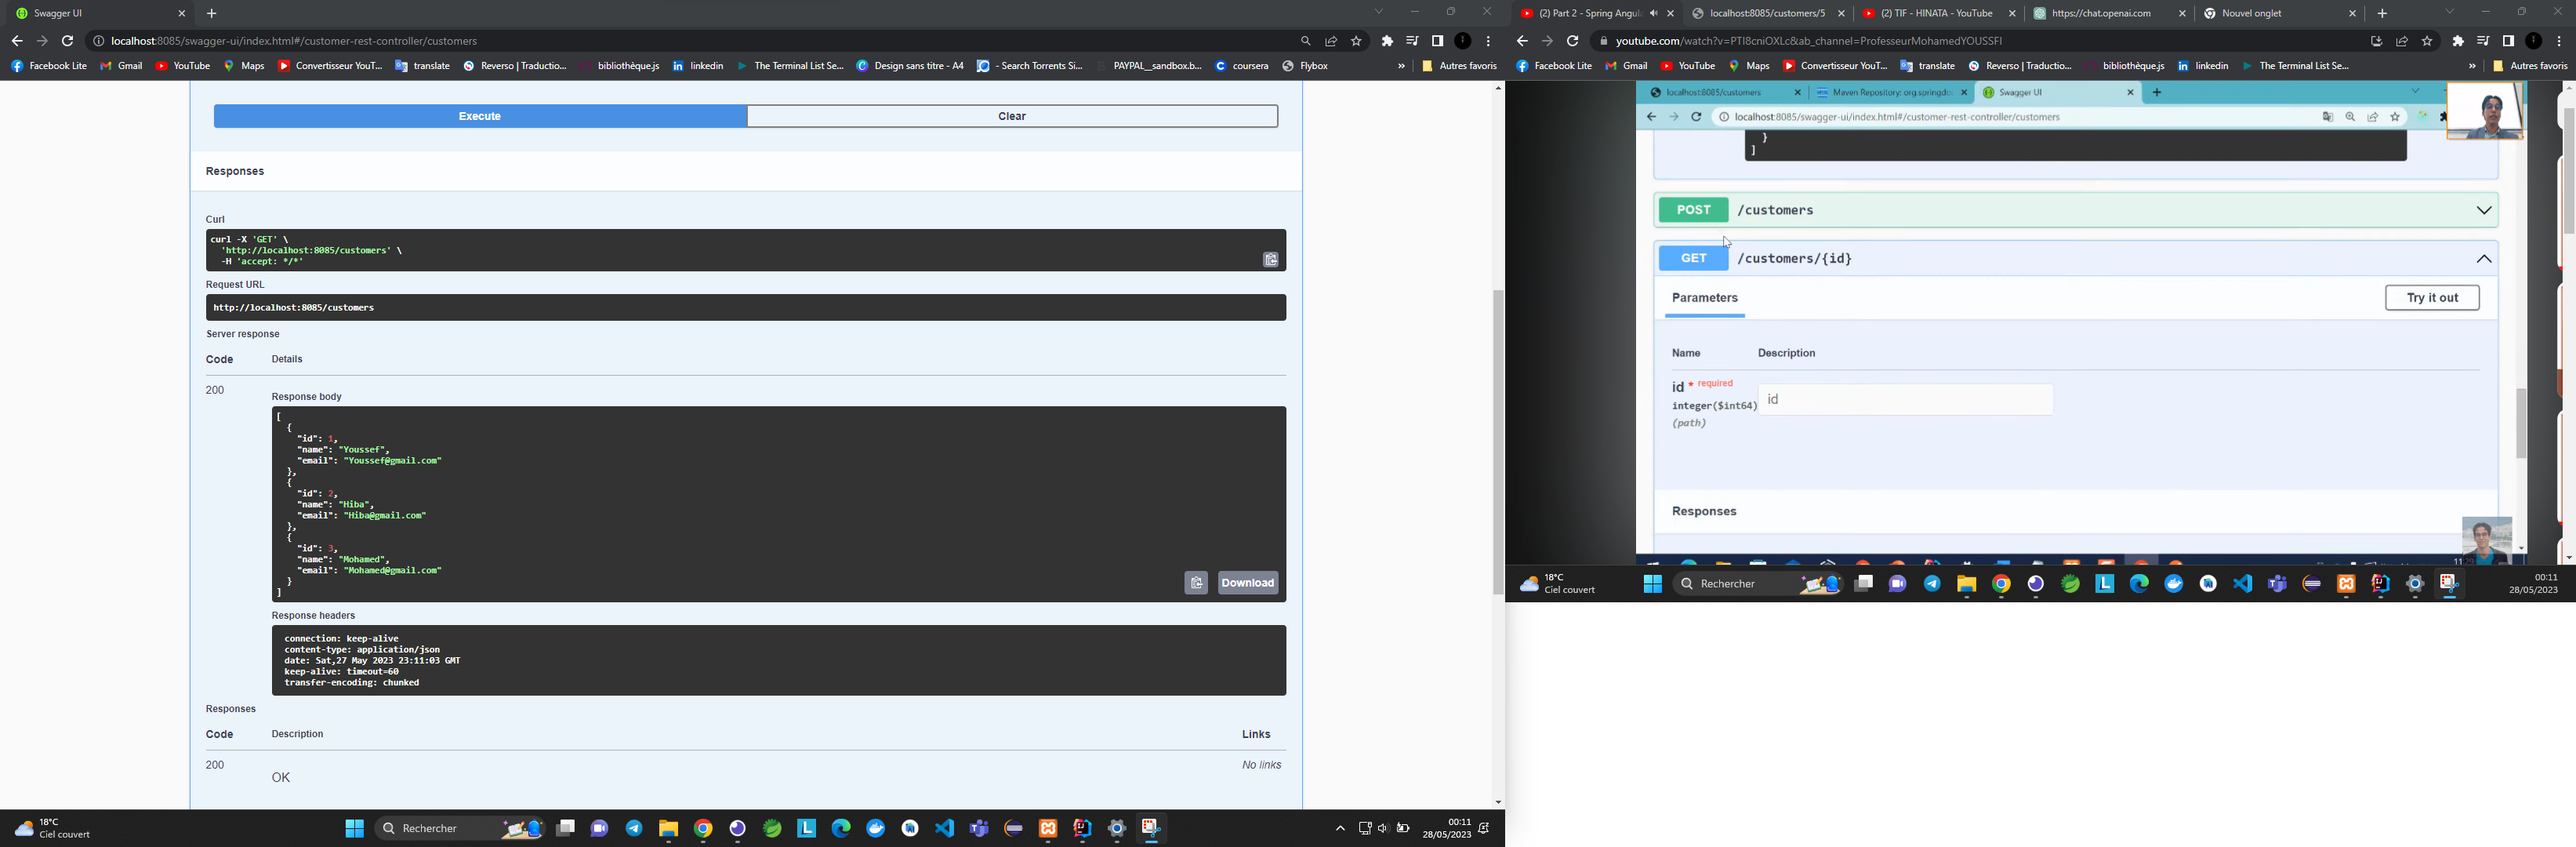 Swagger UI
localhost:8085/swagger-ui/index.html#/customer-rest-controller/customers
Facebook Lite Gmail YouTube Maps Convertisseur YouT... translate Reverso | Traductio... bibliothèque.js linkedin The Terminal List Se... Design sans titre - A4 - Search Torrents Si... PAYPAL_sandbox.b... coursera Flybox » Autres favoris
Execute Clear
Responses
Curl
curl -X 'GET' \
'http://localhost:8085/customers' \
-H 'accept: */*'
Request URL
http://localhost:8085/customers
Server response
Code Details
200
Response body
[
{
"id": 1,
"name": "Youssef",
"email": "Youssef@gmail.com"
},
{
"id": 2,
"name": "Hiba",
"email": "Hiba@gmail.com"
},
{
"id": 3,
"name": "Mohamed",
"email": "Mohamed@gmail.com"
}
]
Download
Response headers
connection: keep-alive
content-type: application/json
date: Sat,27 May 2023 23:11:03 GMT
keep-alive: timeout=60
transfer-encoding: chunked
Responses
Code Description Links
200 No links
OK
18°C
Ciel couvert
Rechercher
00:11
28/05/2023
(2) Part 2 - Spring Angul localhost:8085/customers/5 (2) TIF - HINATA - YouTube https://chat.openai.com Nouvel onglet
youtube.com/watch?v=PTI8cniOXLc&ab_channel=ProfesseurMohamedYOUSSFI
Facebook Lite Gmail YouTube Maps Convertisseur YouT... translate Reverso | Traductio... bibliothèque.js linkedin The Terminal List Se... » Autres favoris
localhost:8085/customers Maven Repository: org.springdo Swagger UI
localhost:8085/swagger-ui/index.html#/customer-rest-controller/customers
}
]
POST /customers
GET /customers/{id}
Parameters Try it out
Name Description
id * required
integer($int64)
(path)
id
Responses
18°C
Ciel couvert
Rechercher
00:11
28/05/2023